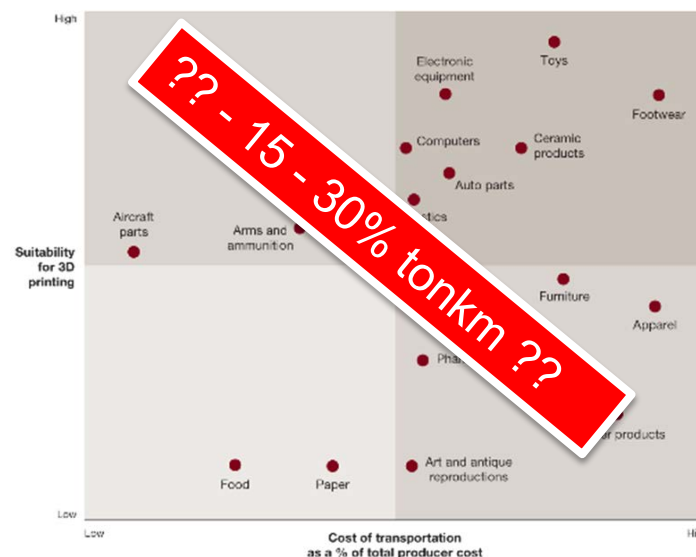 High
Toys
Electronic
equipment
Footwear
Computers
Ceramic
products
Auto parts
Aircraft
parts
Arms and
ammunition
Suitability
for 3D
printing
?? - 15 - 30% tonkm ??
Furniture
Apparel
products
Art and antique
reproductions
Food
Paper
Low
Low
Cost of transportation
as a % of total producer cost